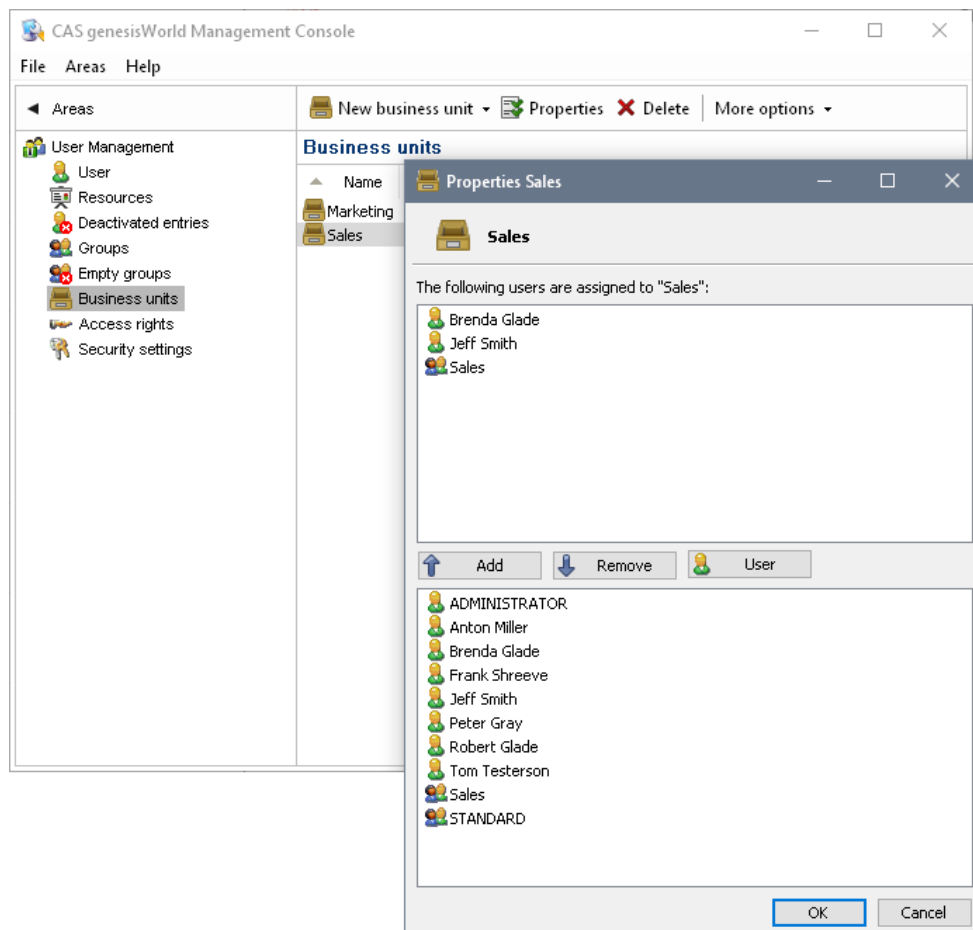 CAS genesisWorld Management Console
File Areas Help
Areas
New business unit Properties Delete More options
User Management
User
Resources
Deactivated entries
Groups
Empty groups
Business units
Access rights
Security settings
Business units
Name
Marketing
Sales
Properties Sales
Sales
The following users are assigned to "Sales":
Brenda Glade
Jeff Smith
Sales
Add Remove User
ADMINISTRATOR
Anton Miller
Brenda Glade
Frank Shreeve
Jeff Smith
Peter Gray
Robert Glade
Tom Testerson
Sales
STANDARD
OK Cancel